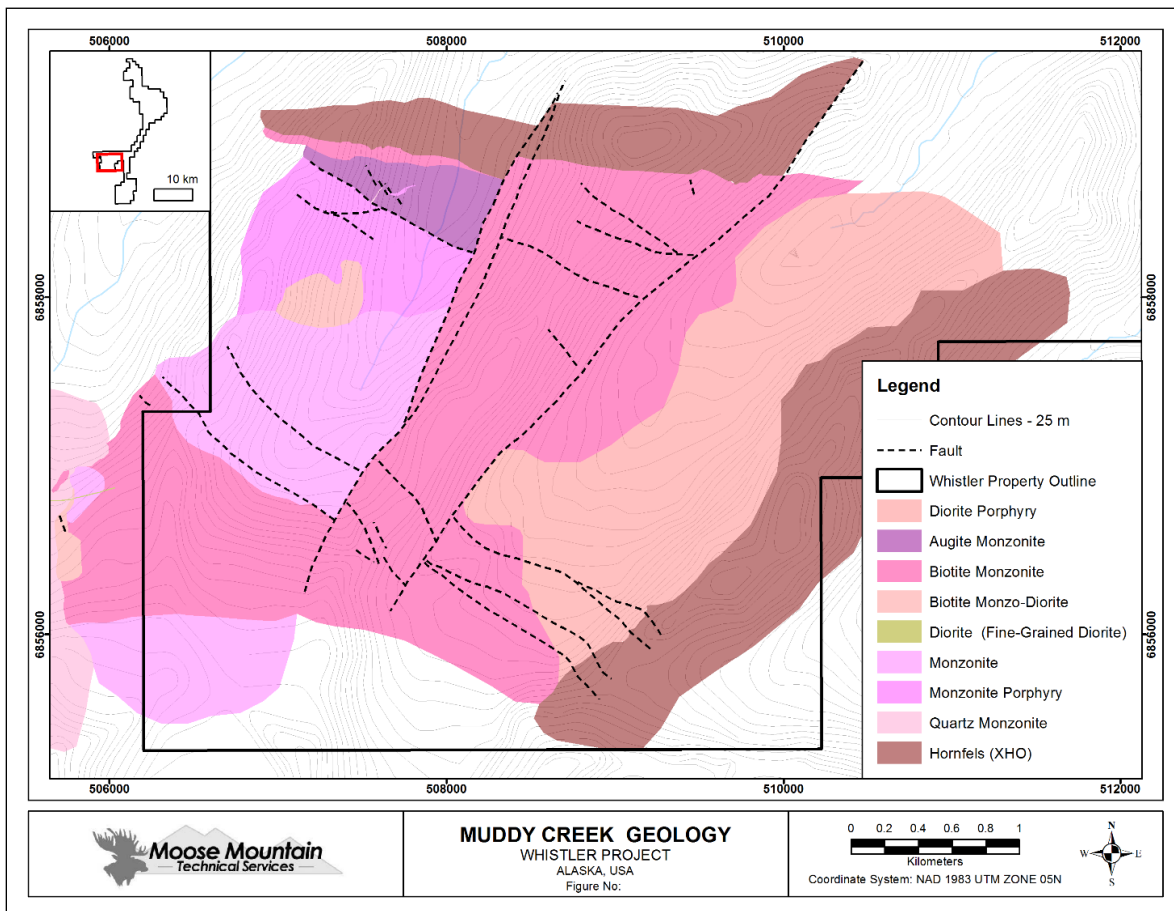 506000 508000 510000 512000
10 km
6858000
6858000
6856000
6856000
Legend
Contour Lines - 25 m
Fault
Whistler Property Outline
Diorite Porphyry
Augite Monzonite
Biotite Monzonite
Biotite Monzo-Diorite
Diorite (Fine-Grained Diorite)
Monzonite
Monzonite Porphyry
Quartz Monzonite
Hornfels (XHO)
506000 508000 510000 512000
Moose Mountain
Technical Services
MUDDY CREEK GEOLOGY
WHISTLER PROJECT
ALASKA, USA
Figure No:
0 0.2 0.4 0.6 0.8 1
Kilometers
Coordinate System: NAD 1983 UTM ZONE 05N
N
W E
S